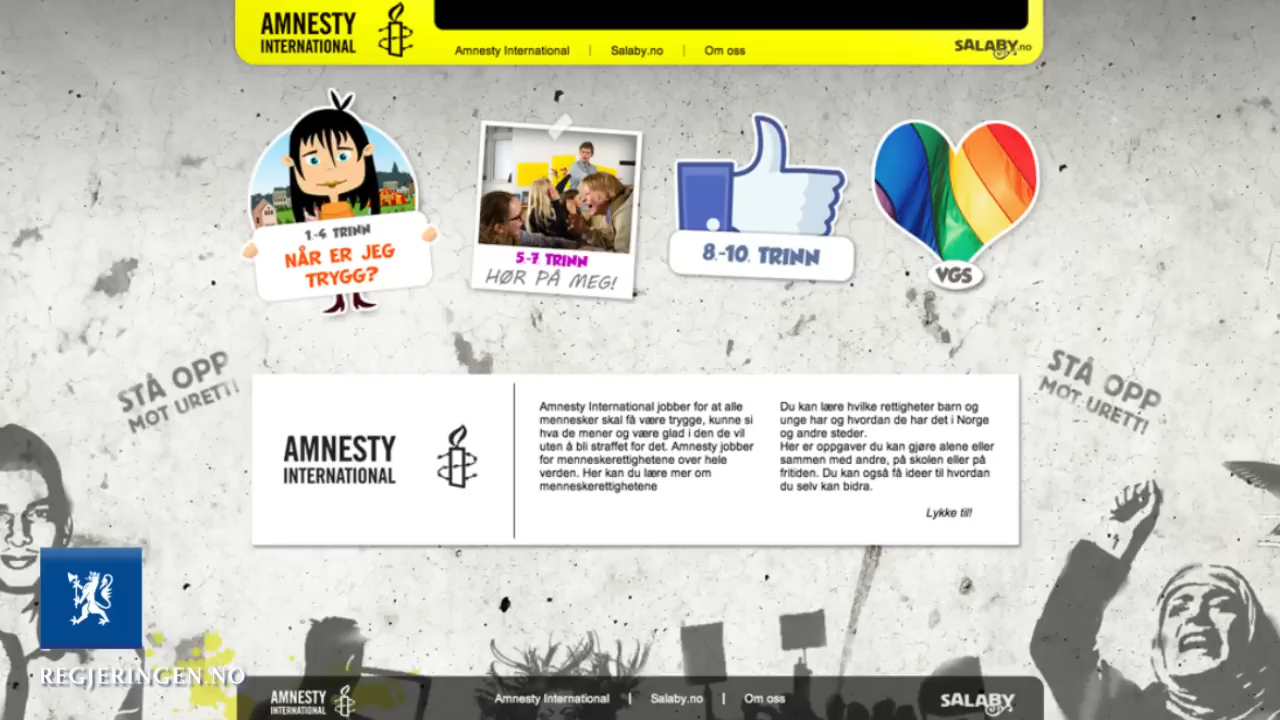 AMNESTY
INTERNATIONAL
Amnesty International | Salaby.no | Om oss
SALABY.no
1.-4. TRINN
NÅR ER JEG
TRYGG?
5.-7. TRINN
HØR PÅ MEG!
8.-10. TRINN
VGS
STÅ OPP
MOT URETT!
STÅ OPP
MOT URETT!
AMNESTY
INTERNATIONAL
Amnesty International jobber for at alle
mennesker skal få være trygge, kunne si
hva de mener og være glad i den de vil
uten å bli straffet for det. Amnesty jobber
for menneskerettighetene over hele
verden. Her kan du lære mer om
menneskerettighetene
Du kan lære hvilke rettigheter barn og
unge har og hvordan de har det i Norge
og andre steder.
Her er oppgaver du kan gjøre alene eller
sammen med andre, på skolen eller på
fritiden. Du kan også få ideer til hvordan
du selv kan bidra.
Lykke til!
REGJERINGEN.NO
AMNESTY
INTERNATIONAL
Amnesty International | Salaby.no | Om oss
SALABY